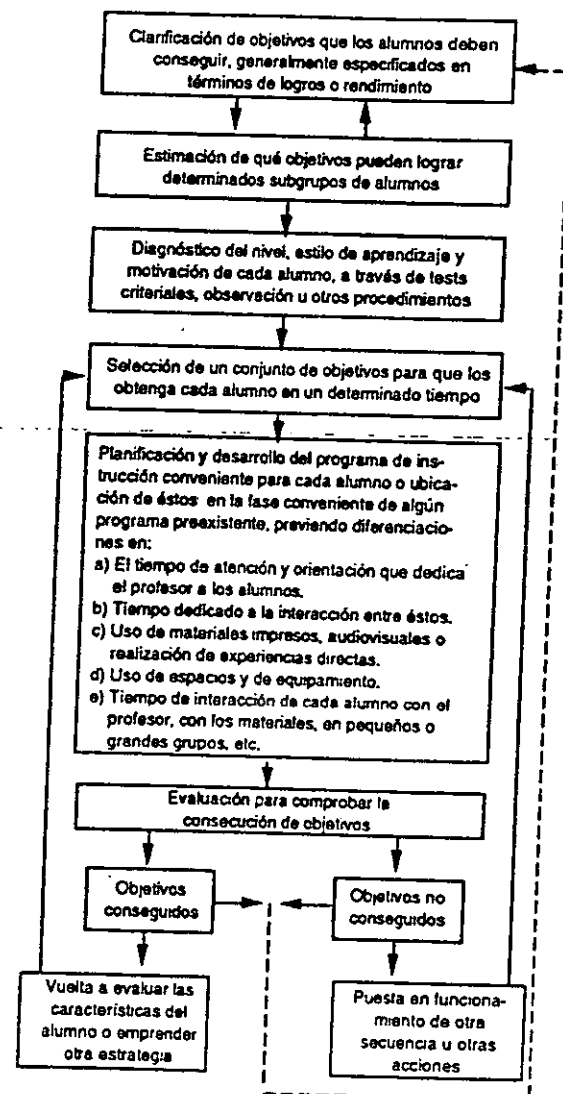 Clarificación de objetivos que los alumnos deben
conseguir, generalmente especificados en
términos de logros o rendimiento
Estimación de qué objetivos pueden lograr
determinados subgrupos de alumnos
Diagnóstico del nivel, estilo de aprendizaje y
motivación de cada alumno, a través de tests
criteriales, observación u otros procedimientos
Selección de un conjunto de objetivos para que los
obtenga cada alumno en un determinado tiempo
Planificación y desarrollo del programa de ins-
trucción conveniente para cada alumno o ubica-
ción de éstos en la fase conveniente de algún
programa preexistente, previendo diferenciacio-
nes en:
a) El tiempo de atención y orientación que dedica
el profesor a los alumnos.
b) Tiempo dedicado a la interacción entre éstos.
c) Uso de materiales impresos, audiovisuales o
realización de experiencias directas.
d) Uso de espacios y de equipamiento.
e) Tiempo de interacción de cada alumno con el
profesor, con los materiales, en pequeños o
grandes grupos, etc.
Evaluación para comprobar la
consecución de objetivos
Objetivos
conseguidos
Objetivos no
conseguidos
Vuelta a evaluar las
características del
alumno o emprender
otra estrategia
Puesta en funciona-
miento de otra
secuencia u otras
acciones